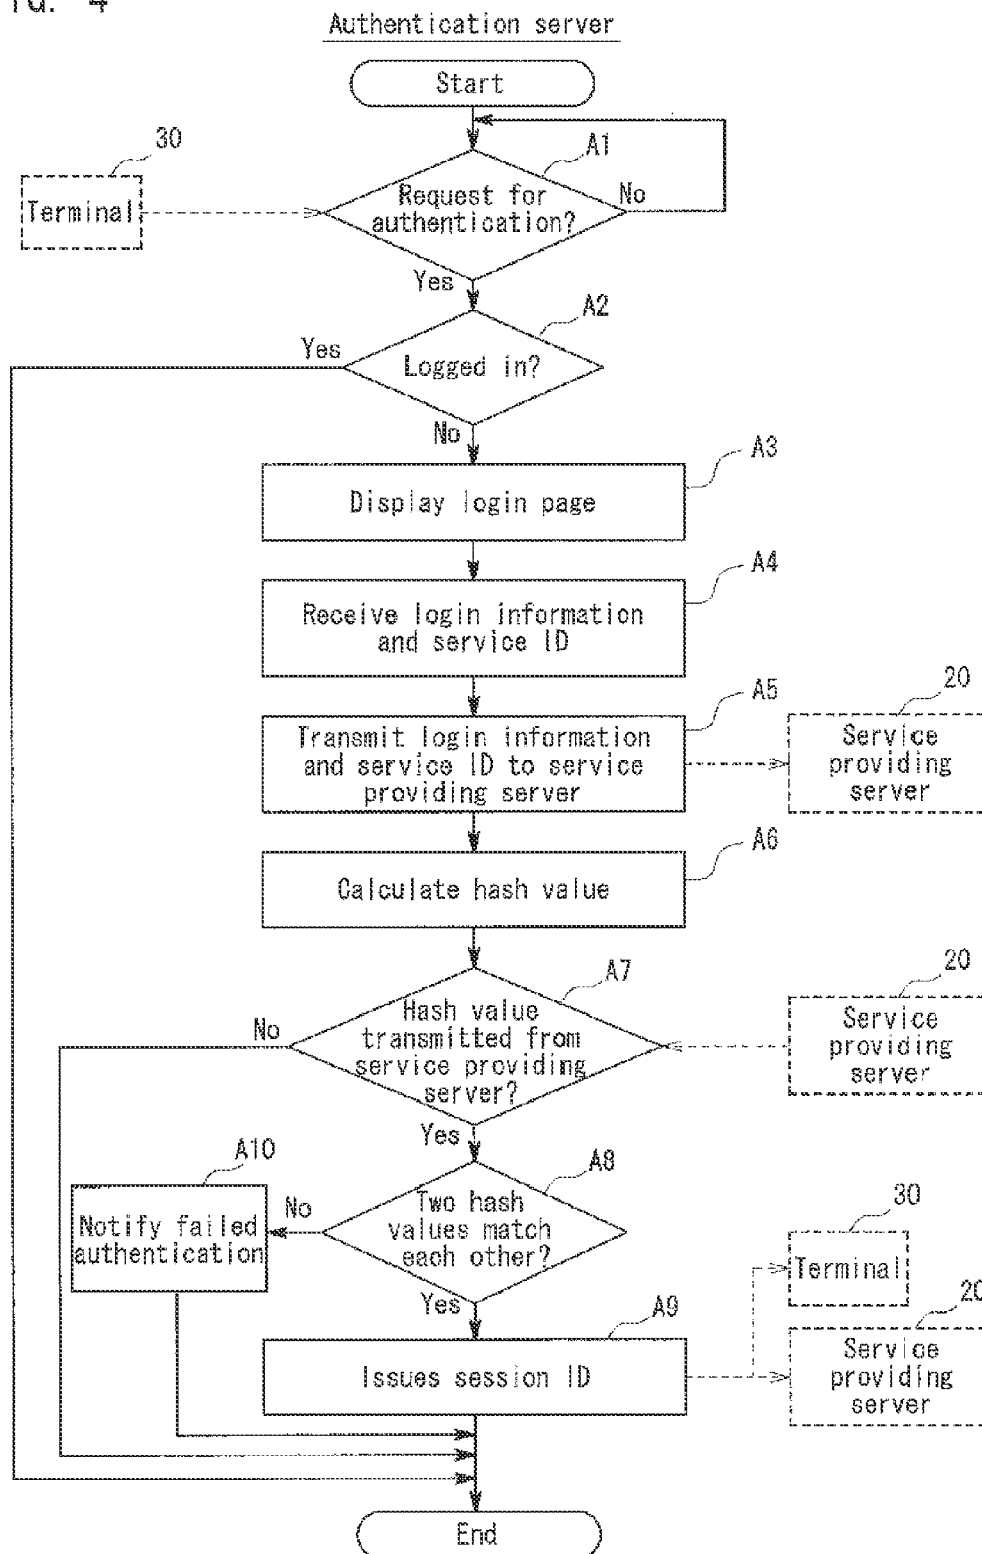 4
Authentication server
Start
30
A1
Terminal
Request for
authentication?
No
Yes
A2
Yes
Logged in?
No
A3
Display login page
A4
Receive login information
and service ID
A5
20
Transmit login information
and service ID to service
providing server
Service
providing
server
A6
Calculate hash value
A7
20
No
Hash value
transmitted from
service providing
server?
Service
providing
server
Yes
A10
A8
No
Notify failed
authentication
Two hash
values match
each other?
30
Terminal
Yes
A9
20
Issues session ID
Service
providing
server
End